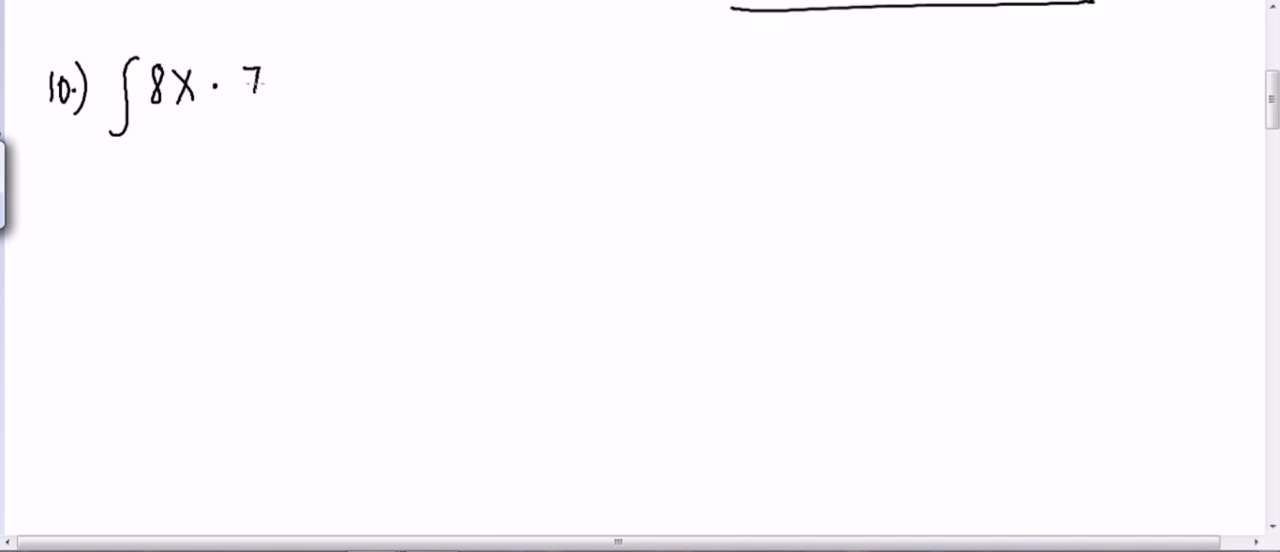 10.) ∫ 8x · 7